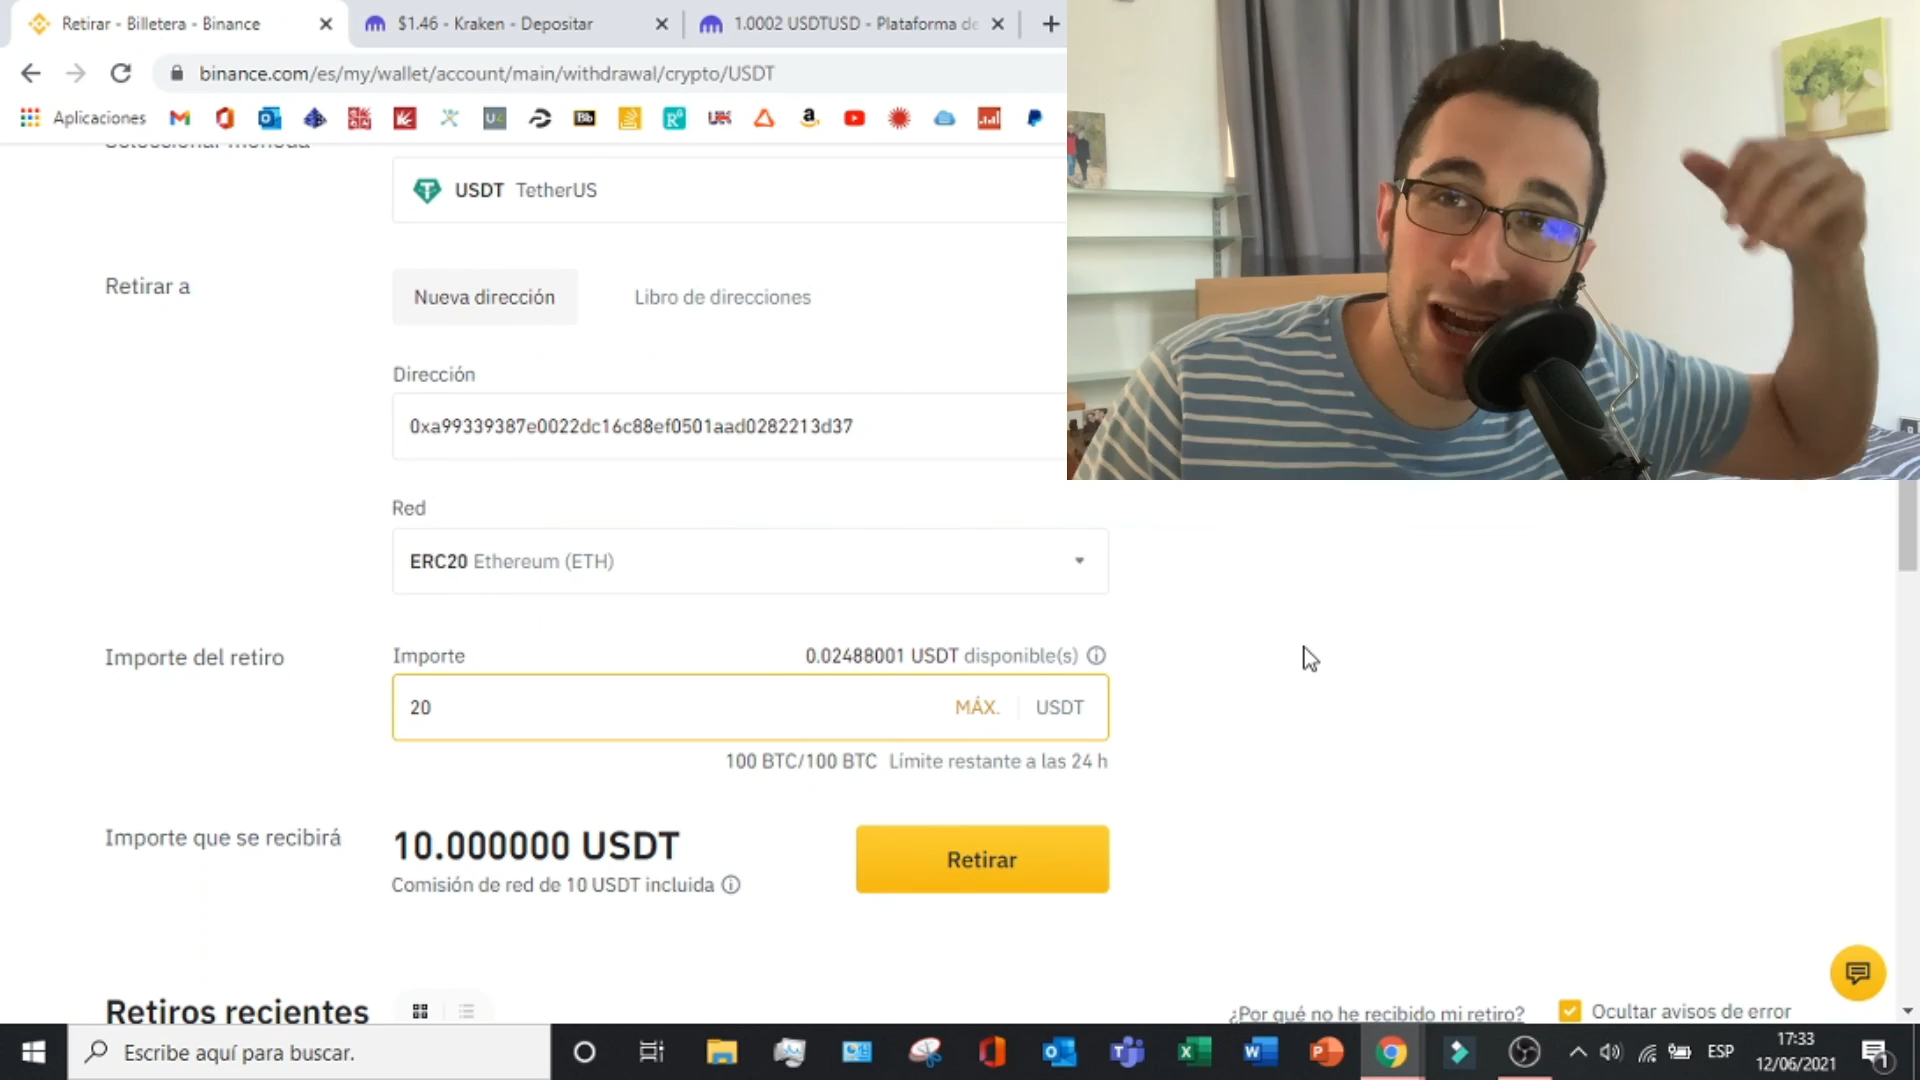 Retirar - Billetera - Binance
$1.46 - Kraken - Depositar
1.0002 USDTUSD - Plataforma de
binance.com/es/my/wallet/account/main/withdrawal/crypto/USDT
Aplicaciones
Seleccionar moneda
USDT TetherUS
Retirar a
Nueva dirección
Libro de direcciones
Dirección
0xa99339387e0022dc16c88ef0501aad0282213d37
Red
ERC20 Ethereum (ETH)
Importe del retiro
Importe
0.02488001 USDT disponible(s)
20
MÁX.
USDT
100 BTC/100 BTC Límite restante a las 24 h
Importe que se recibirá
10.000000 USDT
Retirar
Comisión de red de 10 USDT incluida
Retiros recientes
¿Por qué no he recibido mi retiro?
Ocultar avisos de error
Escribe aquí para buscar.
ESP
17:33
12/06/2021
1